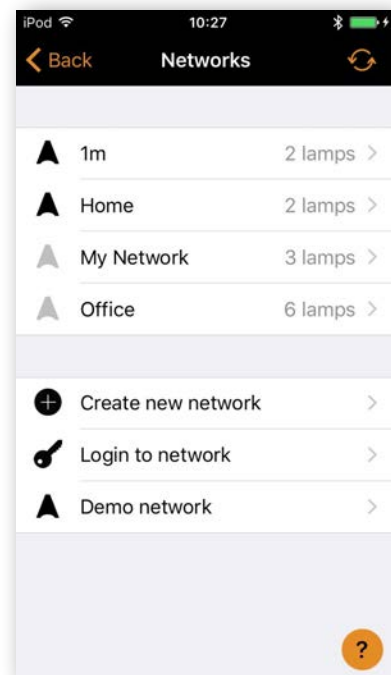 iPod 10:27
Back Networks
1m 2 lamps
Home 2 lamps
My Network 3 lamps
Office 6 lamps
Create new network
Login to network
Demo network
?